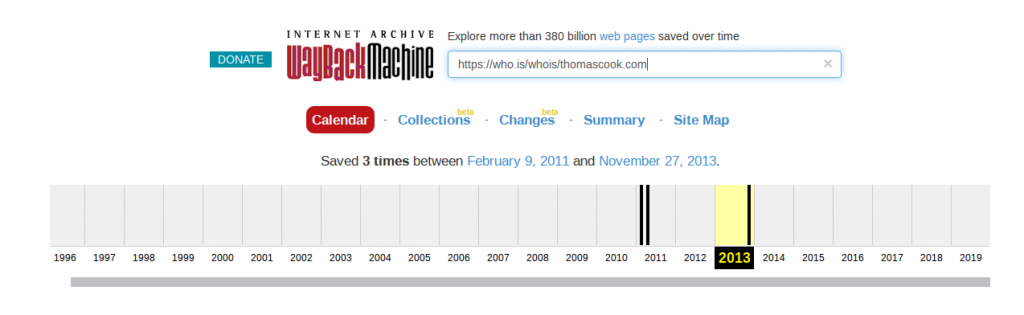 INTERNET ARCHIVE
Explore more than 380 billion web pages saved over time
DONATE
WayBackMachine
https://who.is/whois/thomascook.com
×
Calendar · Collections beta · Changes beta · Summary · Site Map
Saved 3 times between February 9, 2011 and November 27, 2013.
1996 1997 1998 1999 2000 2001 2002 2003 2004 2005 2006 2007 2008 2009 2010 2011 2012 2013 2014 2015 2016 2017 2018 2019